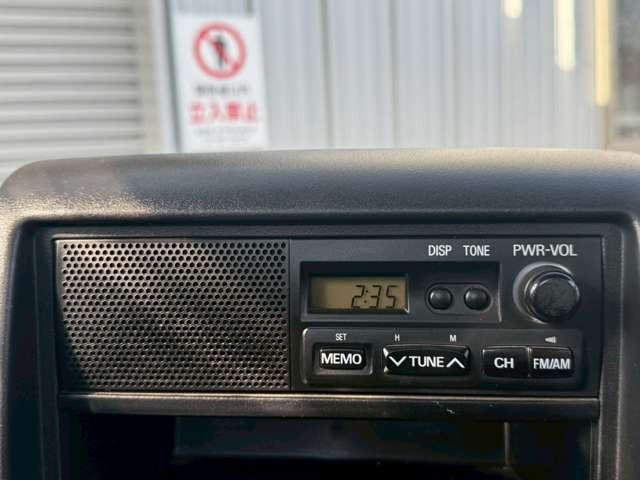 立入禁止
DISP TONE PWR-VOL
2:35
SET H M
MEMO TUNE CH FM/AM